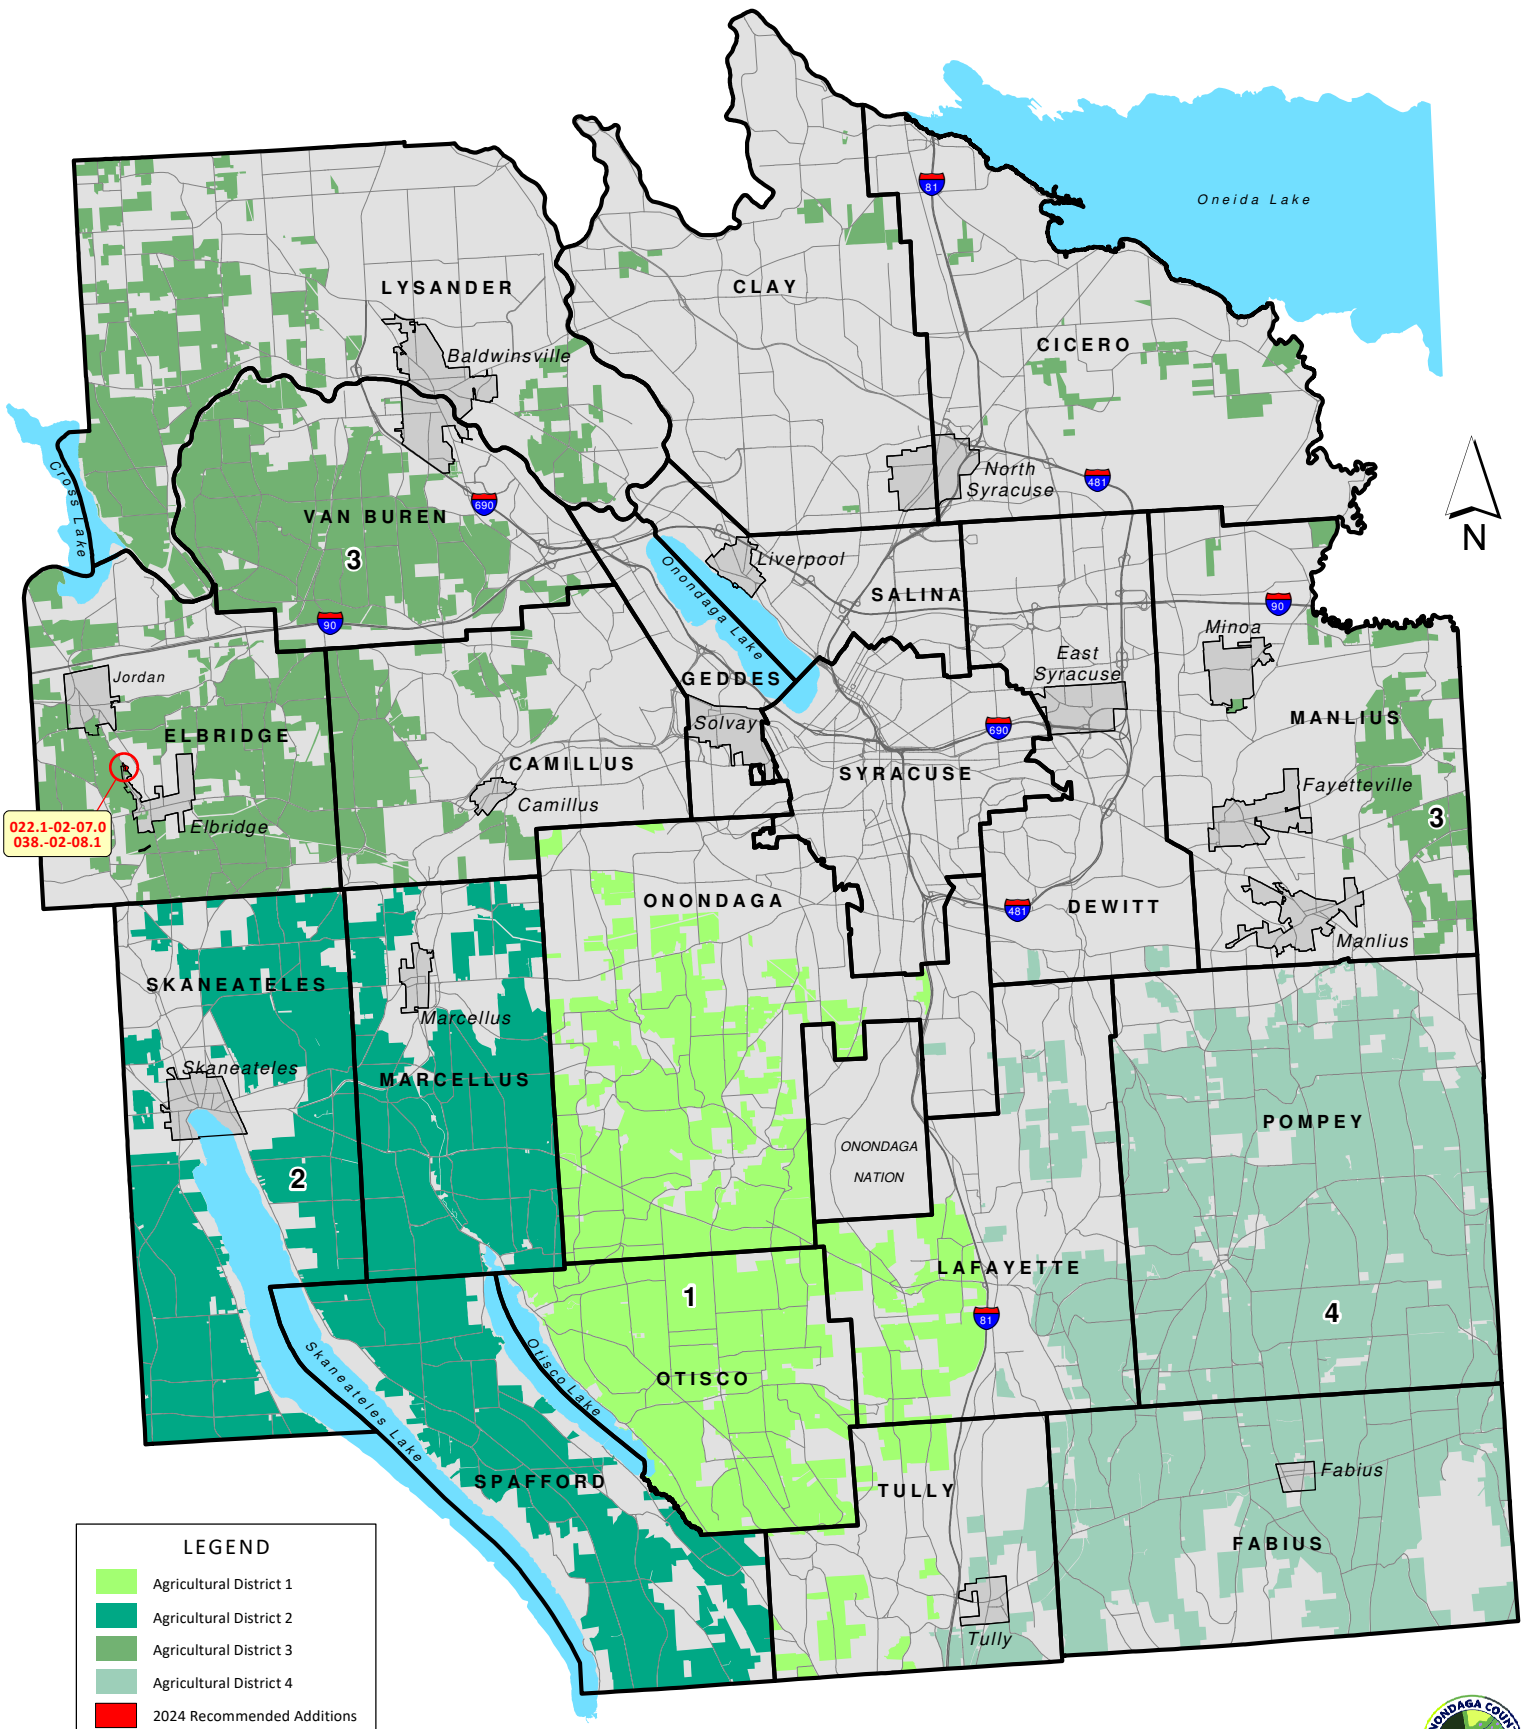 81
Oneida Lake
LYSANDER
CLAY
Baldwinsville
CICERO
Cross Lake
North
Syracuse
481
690
VAN BUREN
3
N
Liverpool
Onondaga Lake
SALINA
90
90
Minoa
East
Syracuse
Jordan
GEDDES
Solvay
MANLIUS
690
ELBRIDGE
CAMILLUS
SYRACUSE
Fayetteville
Camillus
3
022.1-02-07.0
038.-02-08.1
Elbridge
ONONDAGA
481
DEWITT
Manlius
SKANEATELES
Marcellus
Skaneateles
MARCELLUS
POMPEY
ONONDAGA
NATION
2
LAFAYETTE
1
81
4
Skaneateles Lake
Otisco Lake
OTISCO
SPAFFORD
TULLY
Fabius
FABIUS
Tully
LEGEND
Agricultural District 1
Agricultural District 2
Agricultural District 3
Agricultural District 4
2024 Recommended Additions